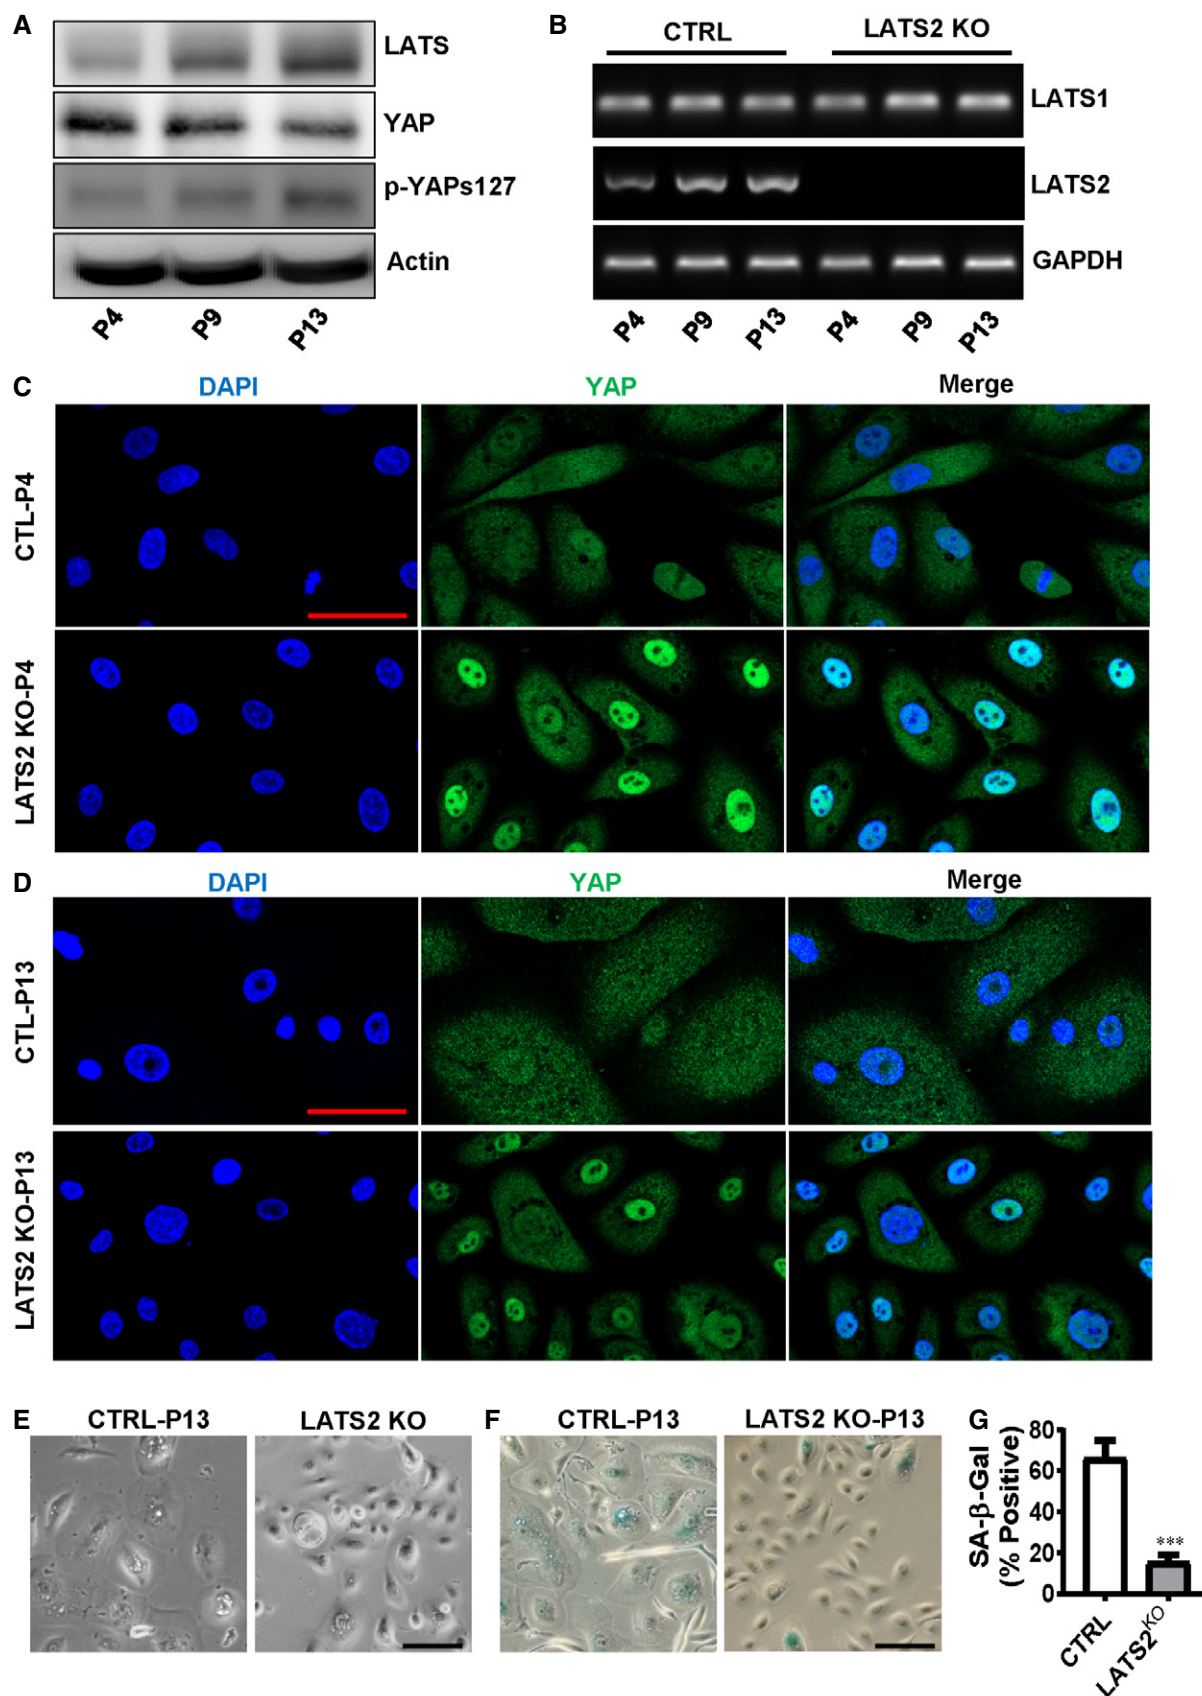 A
LATS
YAP
p-YAPs127
Actin
P4 P9 P13
B
CTRL LATS2 KO
LATS1
LATS2
GAPDH
P4 P9 P13 P4 P9 P13
C
DAPI YAP Merge
CTL-P4
LATS2 KO-P4
D
DAPI YAP Merge
CTL-P13
LATS2 KO-P13
E
CTRL-P13 LATS2 KO
F
CTRL-P13 LATS2 KO-P13
G
SA-β-Gal
(% Positive)
80
60
40
20
0
***
CTRL
LATS2KO